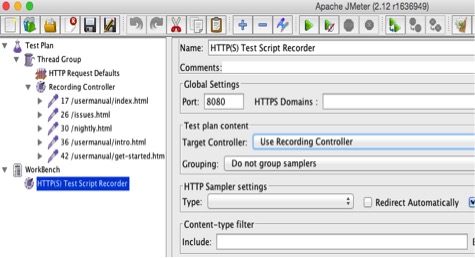 Apache JMeter (2.12 r1636949)
Test Plan
Thread Group
HTTP Request Defaults
Recording Controller
17 /usermanual/index.html
26 /issues.html
30 /nightly.html
36 /usermanual/intro.html
42 /usermanual/get-started.htm
WorkBench
HTTP(S) Test Script Recorder
Name: HTTP(S) Test Script Recorder
Comments:
Global Settings
Port: 8080 HTTPS Domains :
Test plan content
Target Controller: Use Recording Controller
Grouping: Do not group samplers
HTTP Sampler settings
Type: Redirect Automatically
Content-type filter
Include: